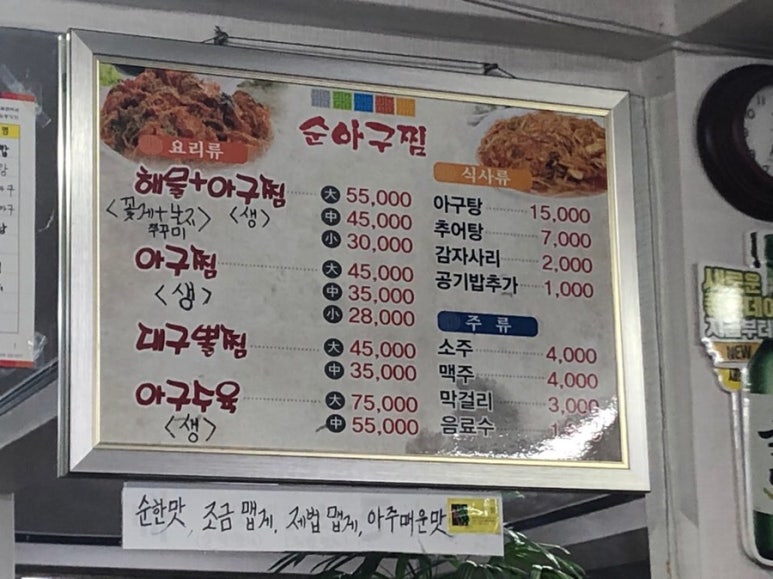 순아구찜
요리류
해물+아구찜 大 55,000
<꽃게+낙지 쭈꾸미> <생> 中 45,000
小 30,000
아구찜 大 45,000
<생> 中 35,000
小 28,000
대구뽈찜 大 45,000
中 35,000
아구수육 大 75,000
<생> 中 55,000
식사류
아구탕 15,000
추어탕 7,000
감자사리 2,000
공기밥추가 1,000
주 류
소주 4,000
맥주 4,000
막걸리 3,000
음료수
순한맛, 조금 맵게, 제법 맵게, 아주매운맛
새로운
NEW